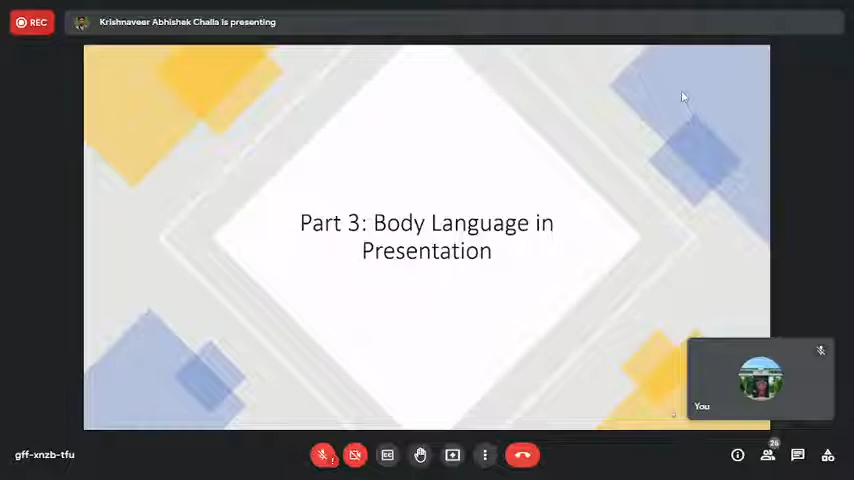 REC
Krishnaveer Abhishek Challa is presenting
Part 3: Body Language in
Presentation
You
gff-xnzb-tfu
26